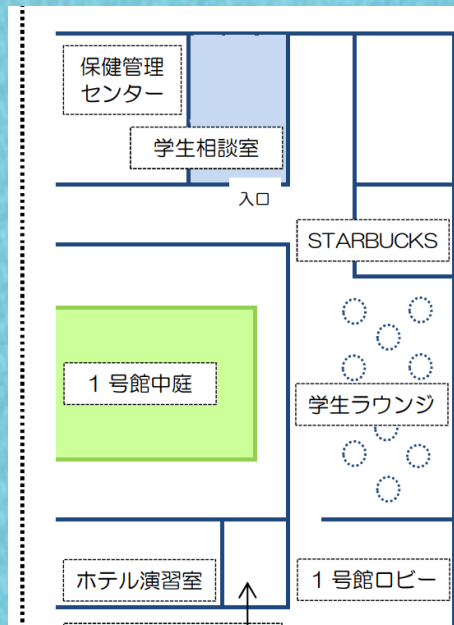 保健管理
センター
学生相談室
入口
STARBUCKS
1 号館中庭
学生ラウンジ
ホテル演習室
1 号館ロビー